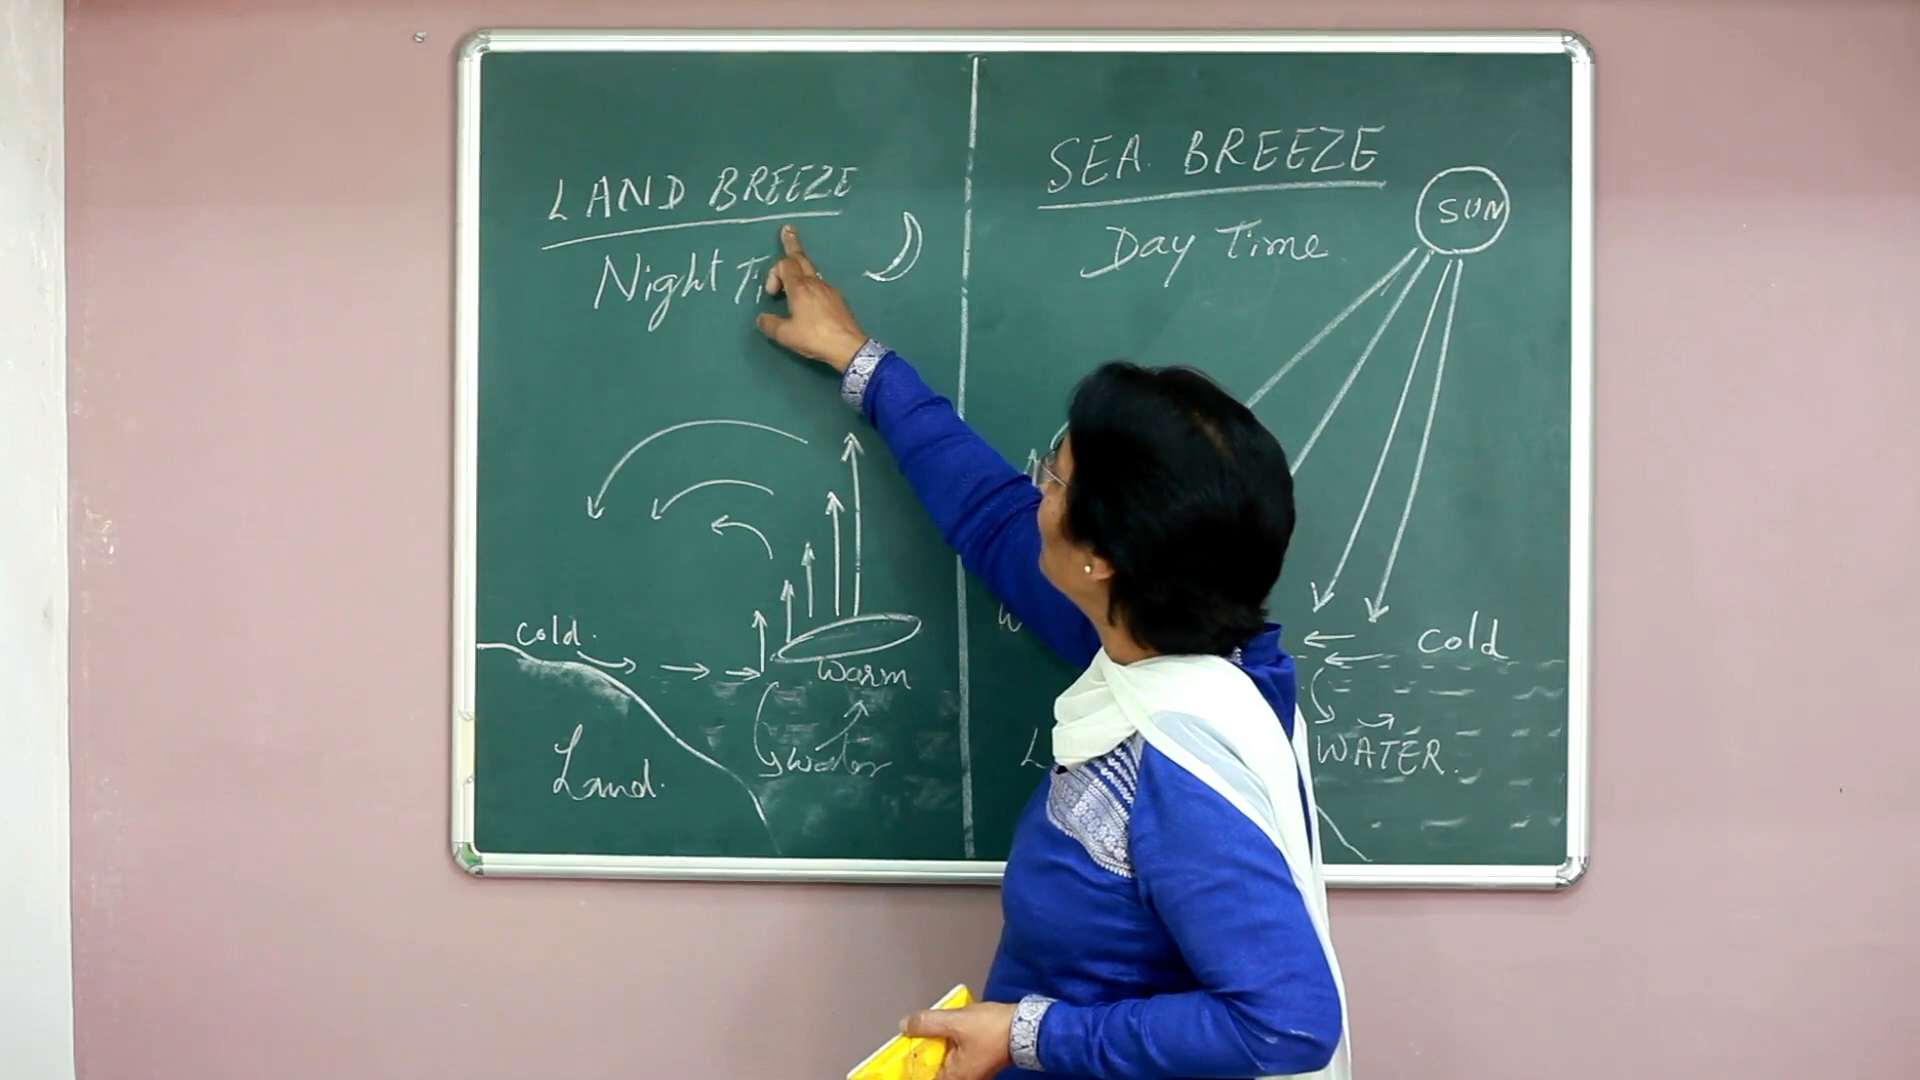 LAND BREEZE
Night
cold.
warm
water
Land.
SEA. BREEZE
SUN
Day Time
cold
WATER.